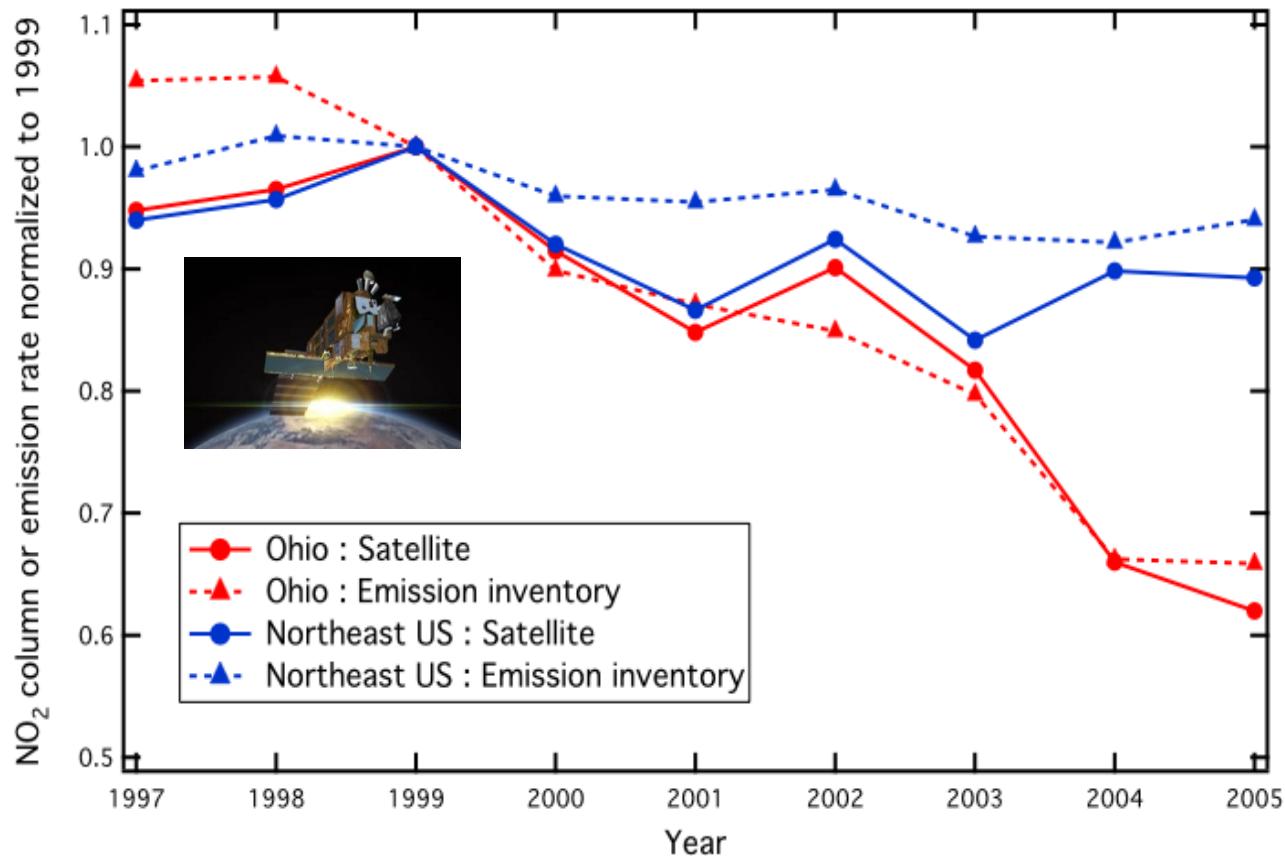 NO₂ column or emission rate normalized to 1999
1.1
1.0
0.9
0.8
0.7
0.6
0.5
Ohio : Satellite
Ohio : Emission inventory
Northeast US : Satellite
Northeast US : Emission inventory
1997 1998 1999 2000 2001 2002 2003 2004 2005
Year